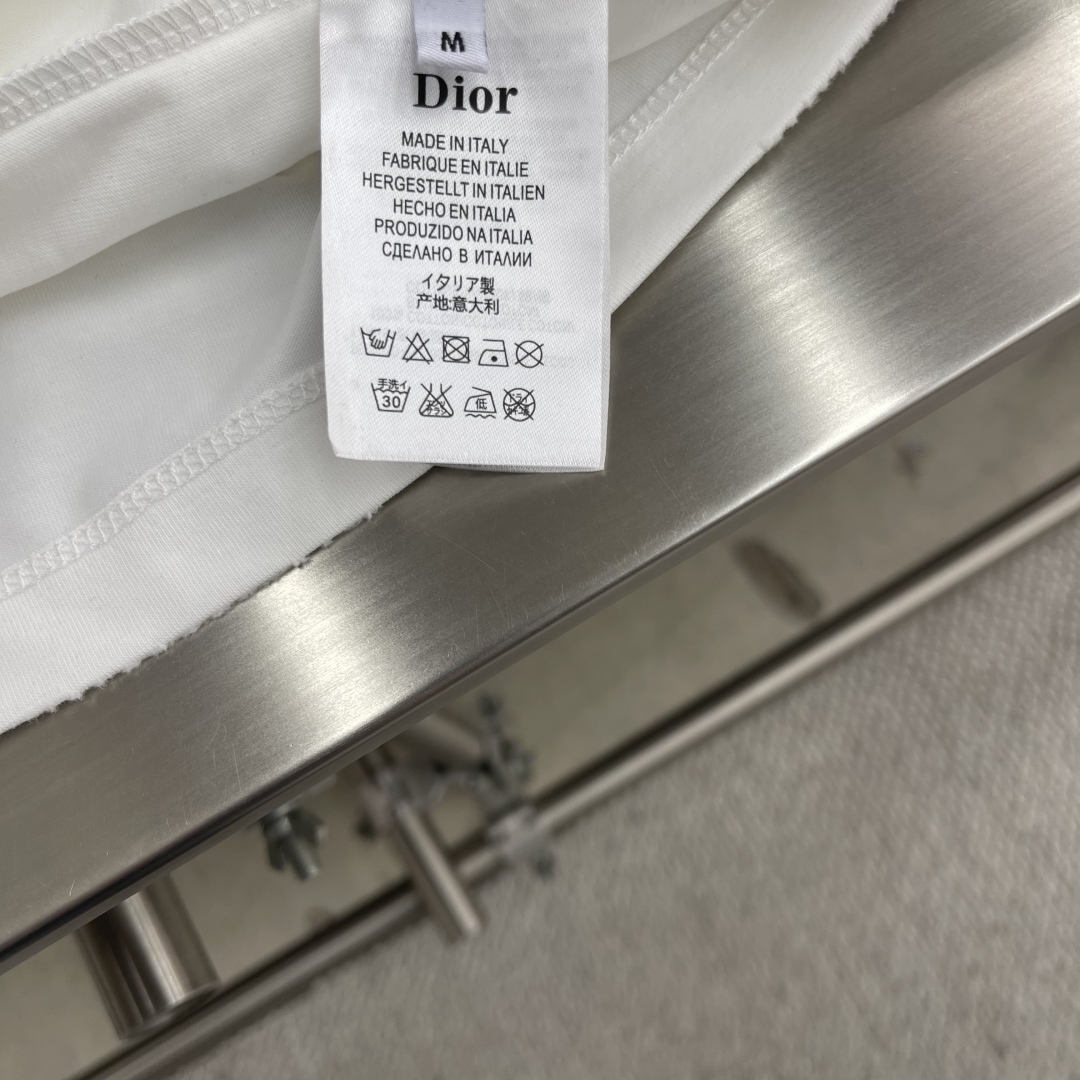 M
Dior
MADE IN ITALY
FABRIQUE EN ITALIE
HERGESTELLT IN ITALIEN
HECHO EN ITALIA
PRODUZIDO NA ITALIA
СДЕЛАНО В ИТАЛИИ
イタリア製
产地:意大利
手洗イ
30
低